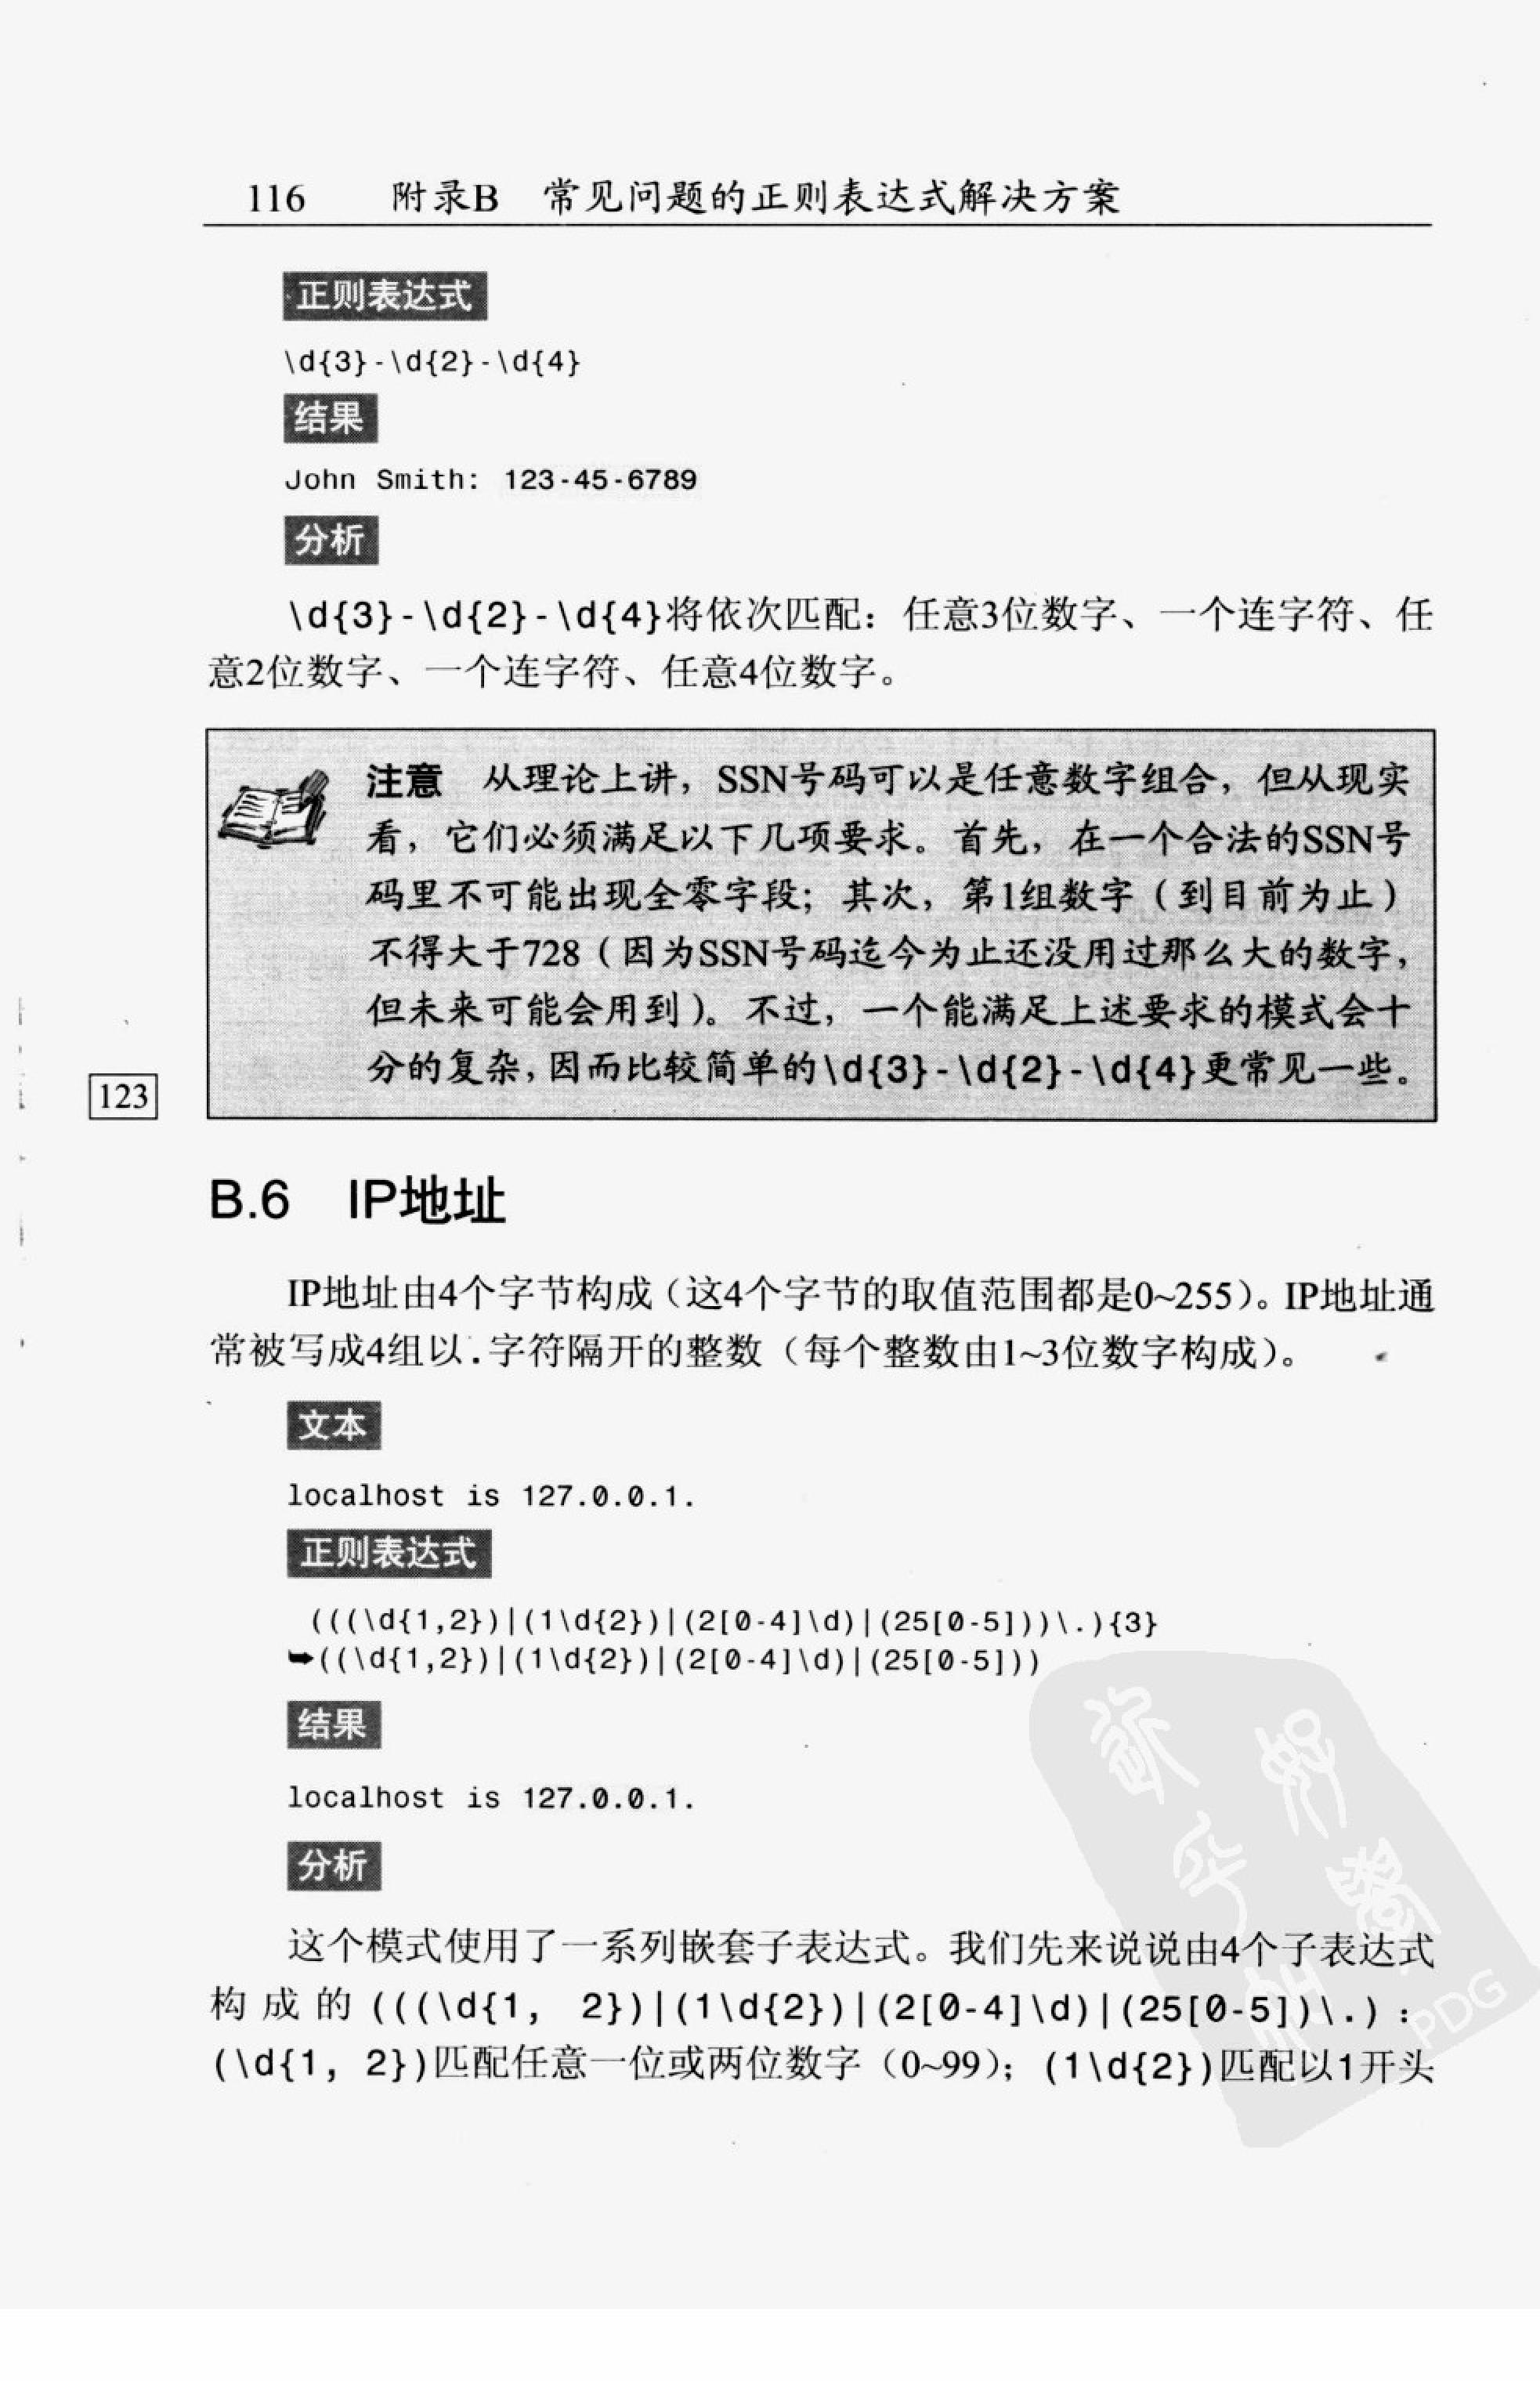 116 附录B 常见问题的正则表达式解决方案
正则表达式
\d{3}-\d{2}-\d{4}
结果
John Smith: 123-45-6789
分析
\d{3}-\d{2}-\d{4}将依次匹配：任意3位数字、一个连字符、任
意2位数字、一个连字符、任意4位数字。
注意 从理论上讲，SSN号码可以是任意数字组合，但从现实
看，它们必须满足以下几项要求。首先，在一个合法的SSN号
码里不可能出现全零字段；其次，第1组数字（到目前为止）
不得大于728（因为SSN号码迄今为止还没用过那么大的数字，
但未来可能会用到）。不过，一个能满足上述要求的模式会十
分的复杂，因而比较简单的\d{3}-\d{2}-\d{4}更常见一些。
123
B.6 IP地址
IP地址由4个字节构成（这4个字节的取值范围都是0~255）。IP地址通
常被写成4组以.字符隔开的整数（每个整数由1~3位数字构成）。
文本
localhost is 127.0.0.1.
正则表达式
(((\d{1,2})|(1\d{2})|(2[0-4]\d)|(25[0-5]))\.){3}
➥((\d{1,2})|(1\d{2})|(2[0-4]\d)|(25[0-5]))
结果
localhost is 127.0.0.1.
分析
这个模式使用了一系列嵌套子表达式。我们先来说说由4个子表达式
构成的(((\d{1, 2})|(1\d{2})|(2[0-4]\d)|(25[0-5])\.)：
(\d{1, 2})匹配任意一位或两位数字（0~99）；(1\d{2})匹配以1开头
PDG